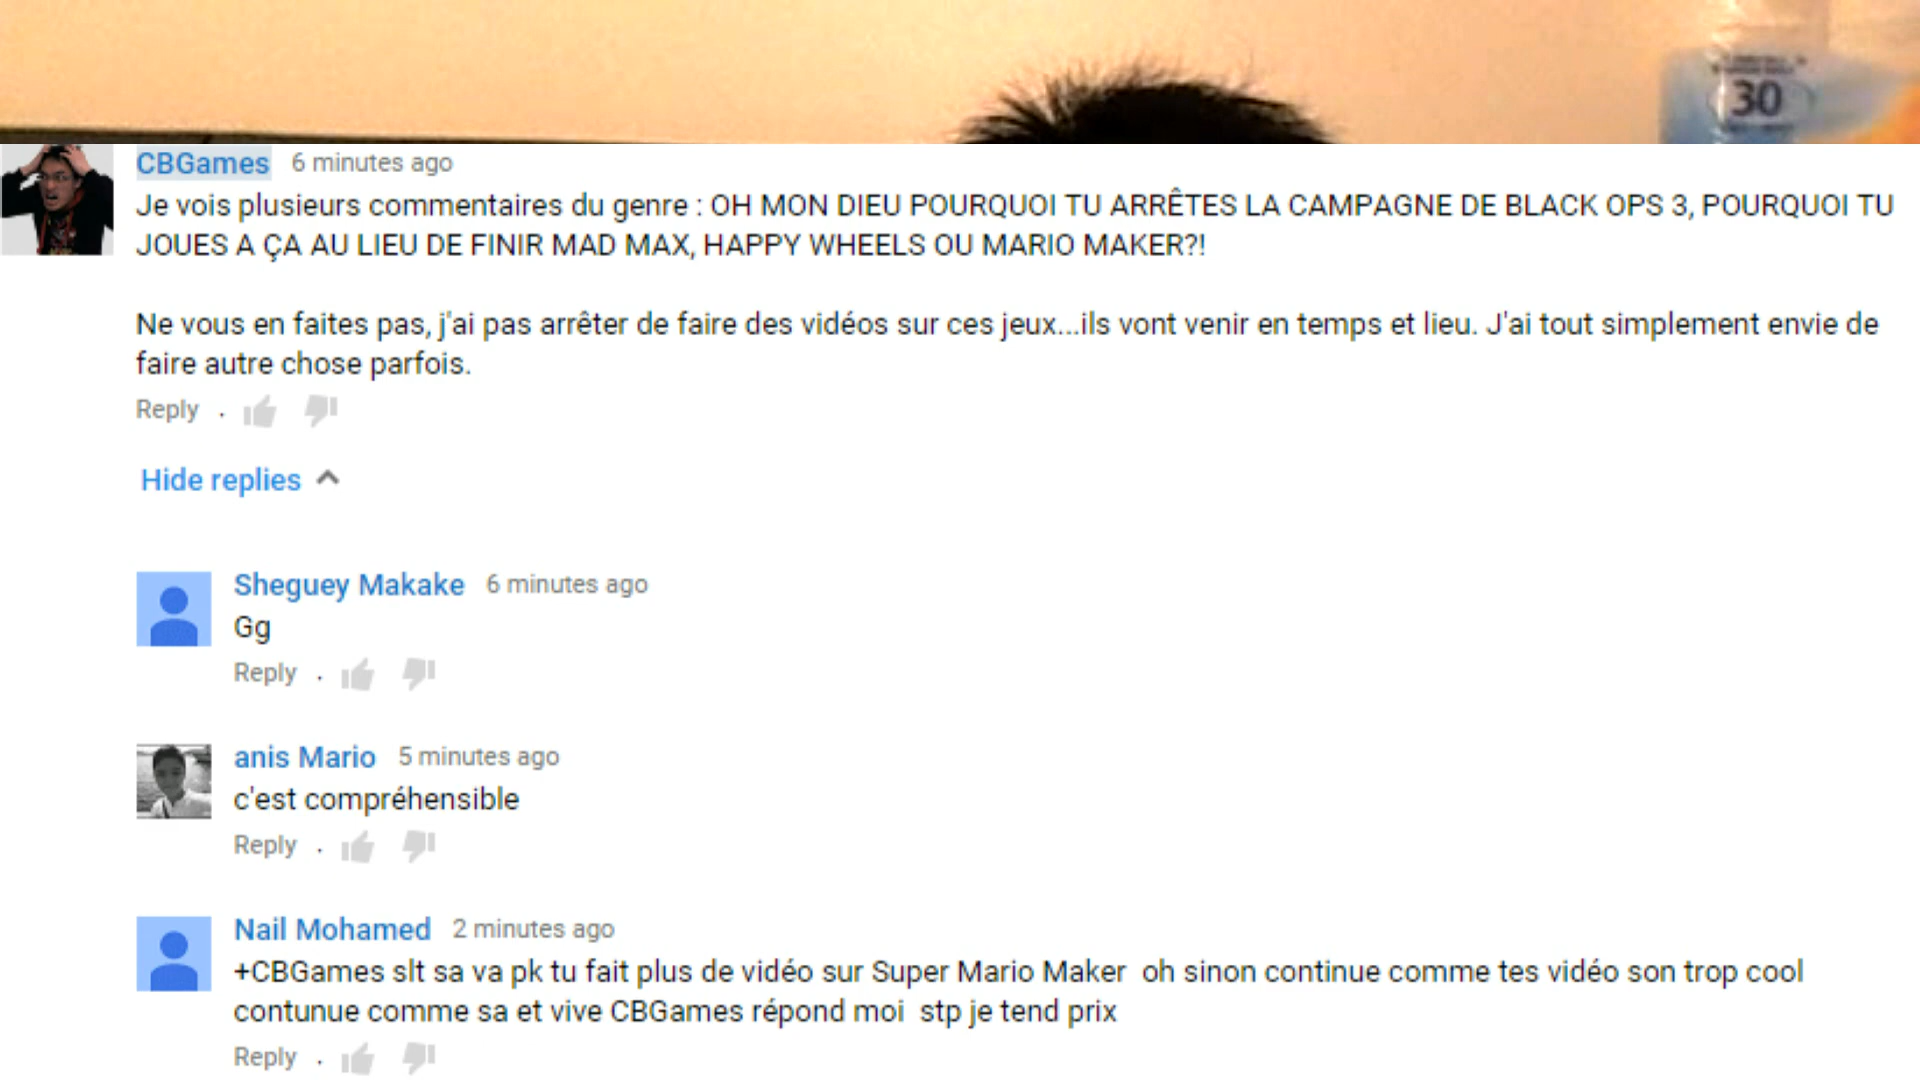 30
CBGames 6 minutes ago
Je vois plusieurs commentaires du genre : OH MON DIEU POURQUOI TU ARRÊTES LA CAMPAGNE DE BLACK OPS 3, POURQUOI TU
JOUES A ÇA AU LIEU DE FINIR MAD MAX, HAPPY WHEELS OU MARIO MAKER?!
Ne vous en faites pas, j'ai pas arrêter de faire des vidéos sur ces jeux...ils vont venir en temps et lieu. J'ai tout simplement envie de
faire autre chose parfois.
Reply .
Hide replies
Sheguey Makake 6 minutes ago
Gg
Reply .
anis Mario 5 minutes ago
c'est compréhensible
Reply .
Nail Mohamed 2 minutes ago
+CBGames slt sa va pk tu fait plus de vidéo sur Super Mario Maker  oh sinon continue comme tes vidéo son trop cool
contunue comme sa et vive CBGames répond moi  stp je tend prix
Reply .